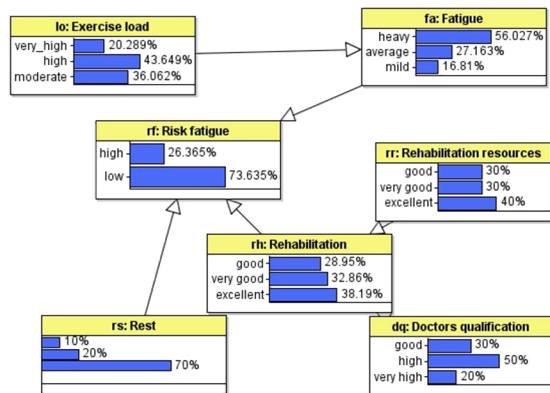 lo: Exercise load
very_high 20.289%
high 43.649%
moderate 36.062%
fa: Fatigue
heavy 56.027%
average 27.163%
mild 16.81%
rf: Risk fatigue
high 26.365%
low 73.635%
rr: Rehabilitation resources
good 30%
very good 30%
excellent 40%
rh: Rehabilitation
good 28.95%
very good 32.86%
excellent 38.19%
rs: Rest
10%
20%
70%
dq: Doctors qualification
good 30%
high 50%
very high 20%